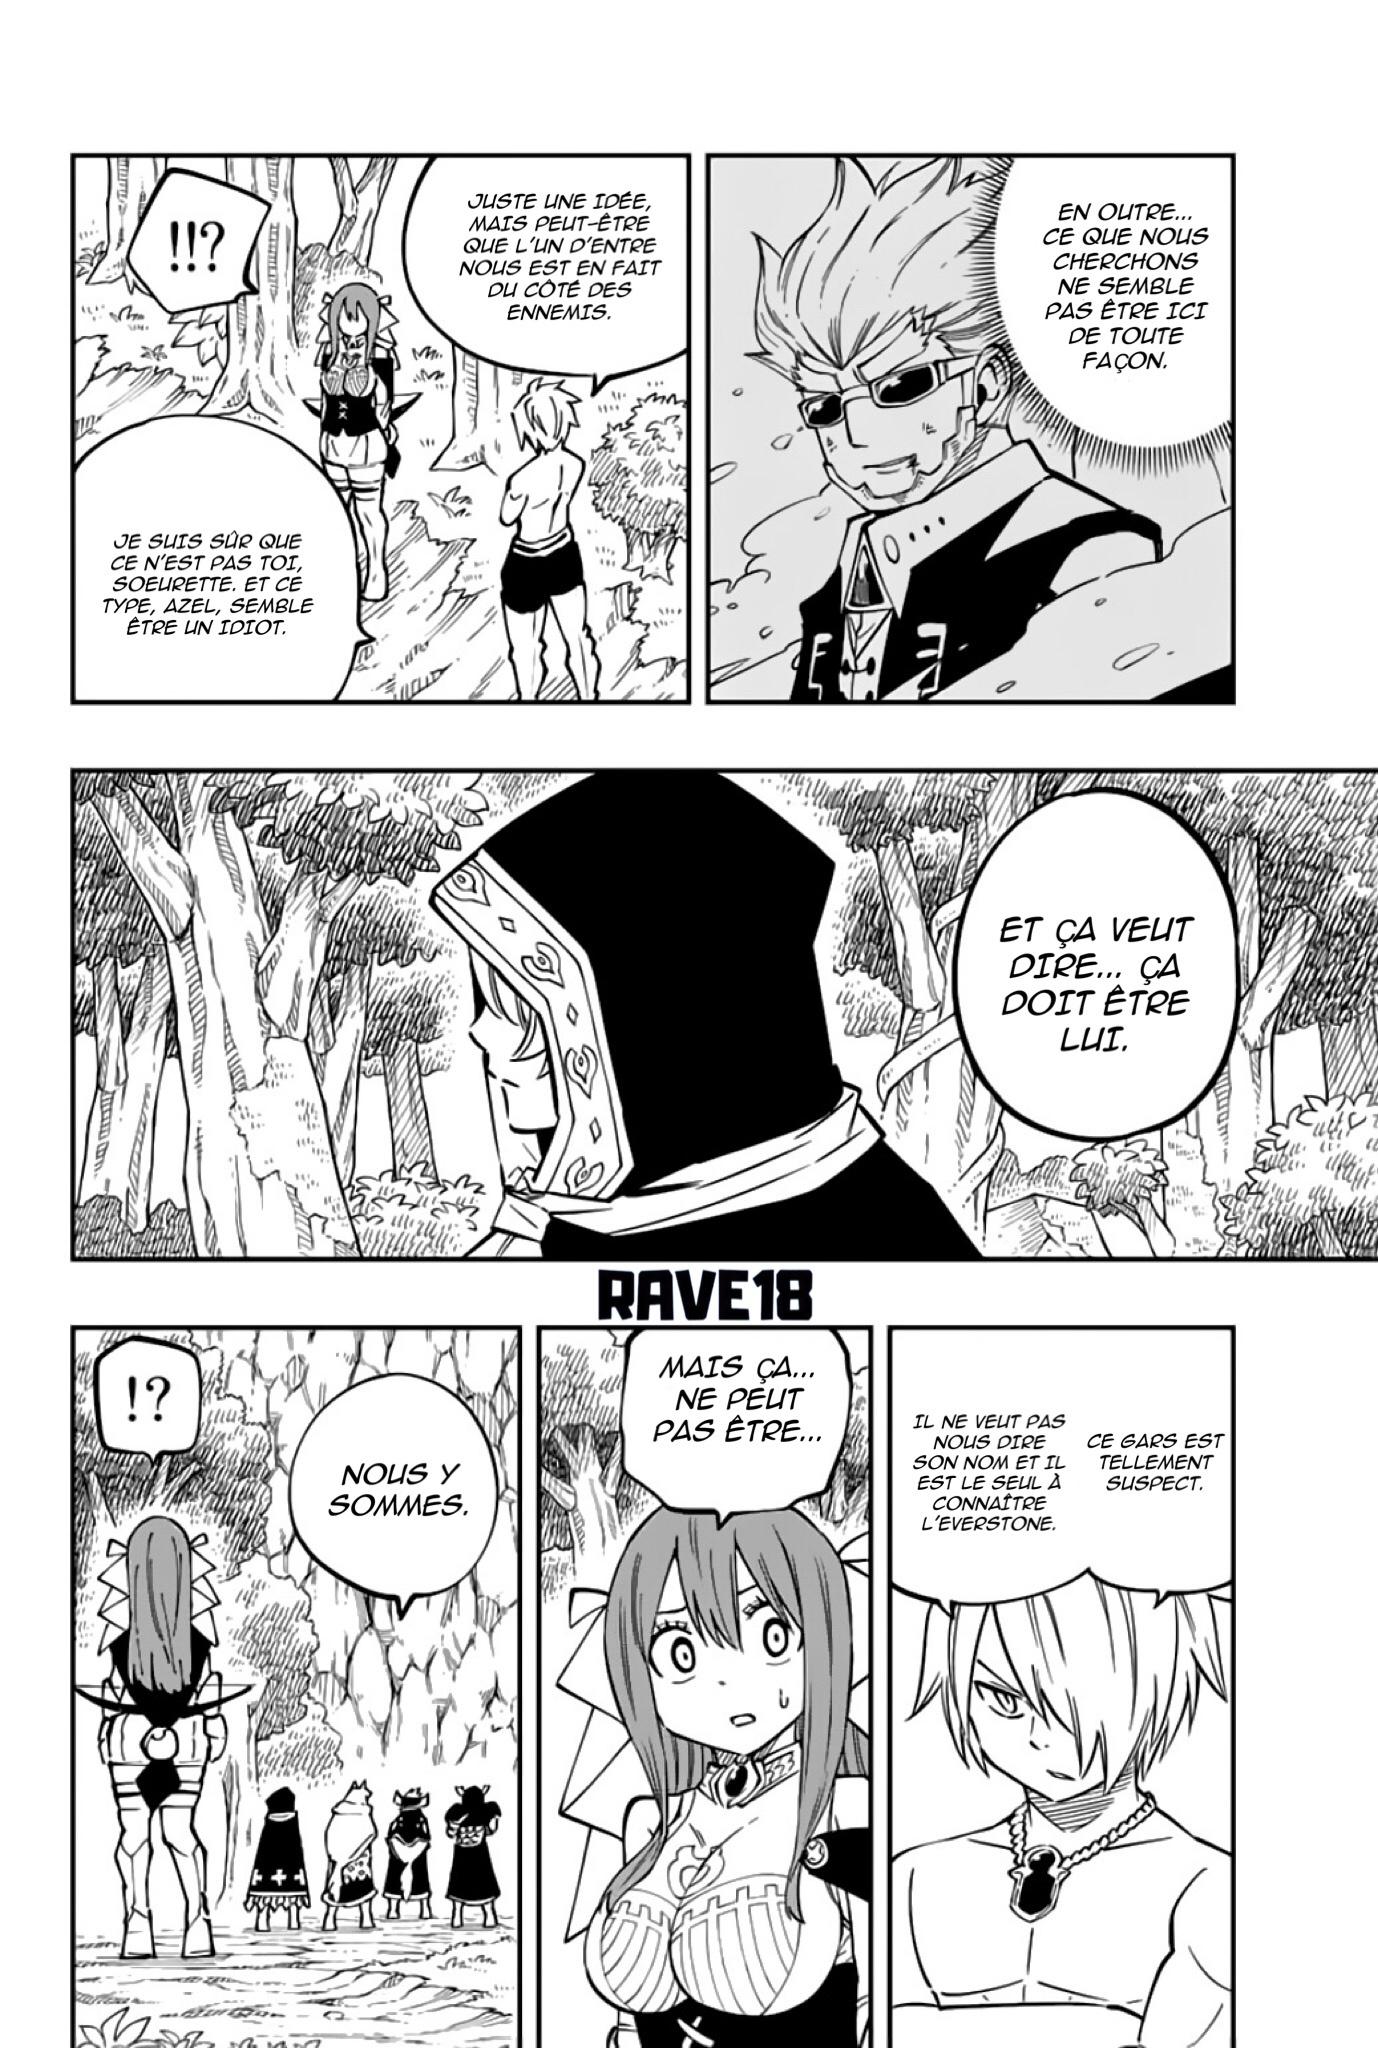 EN OUTRE...
CE QUE NOUS
CHERCHONS
NE SEMBLE
PAS ÊTRE ICI
DE TOUTE
FAÇON.
JUSTE UNE IDÉE,
MAIS PEUT-ÊTRE
QUE L'UN D'ENTRE
NOUS EST EN FAIT
DU CÔTÉ DES
ENNEMIS.
!!?
JE SUIS SÛR QUE
CE N'EST PAS TOI,
SOEURETTE. ET CE
TYPE, AZEL, SEMBLE
ÊTRE UN IDIOT.
ET ÇA VEUT
DIRE... ÇA
DOIT ÊTRE
LUI.
RAVE18
CE GARS EST
TELLEMENT
SUSPECT.
IL NE VEUT PAS
NOUS DIRE
SON NOM ET IL
EST LE SEUL À
CONNAÎTRE
L'EVERSTONE.
MAIS ÇA...
NE PEUT
PAS ÊTRE...
NOUS Y
SOMMES.
!?